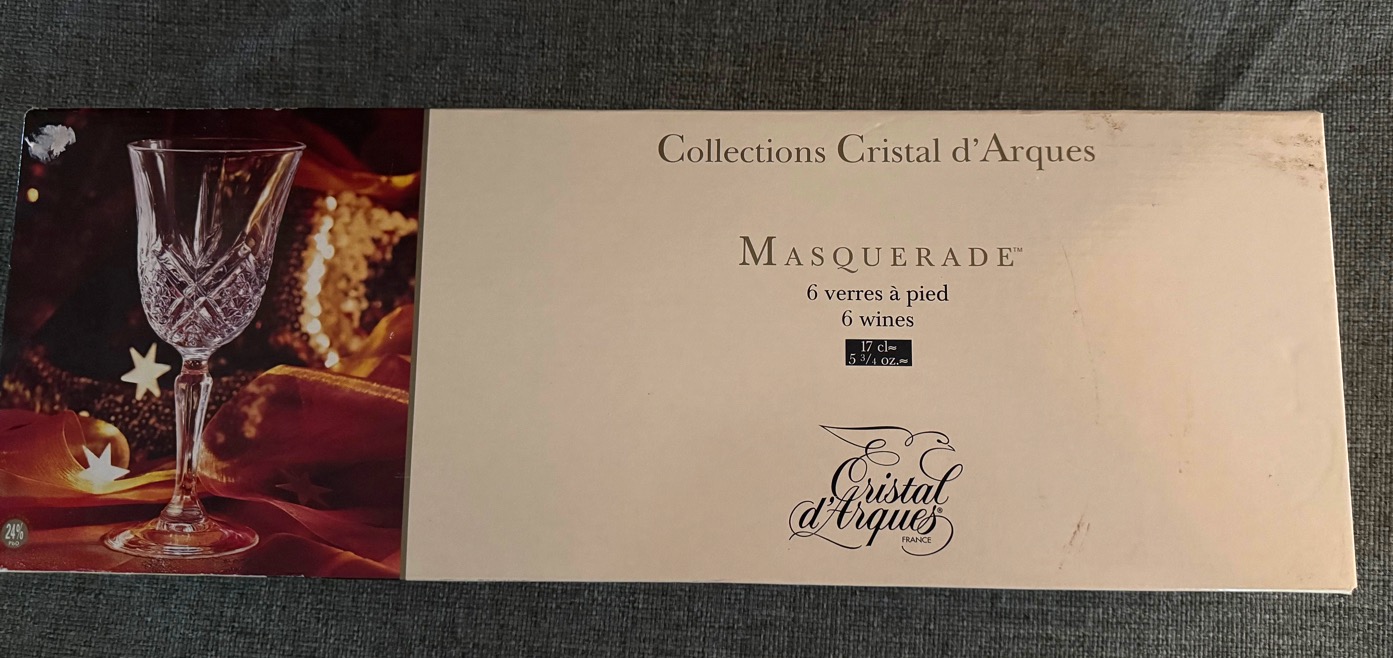 Collections Cristal d'Arques
MASQUERADE™
6 verres à pied
6 wines
17 cl≈
5 3/4 oz.≈
Cristal
d'Arques®
FRANCE
24%
PbO